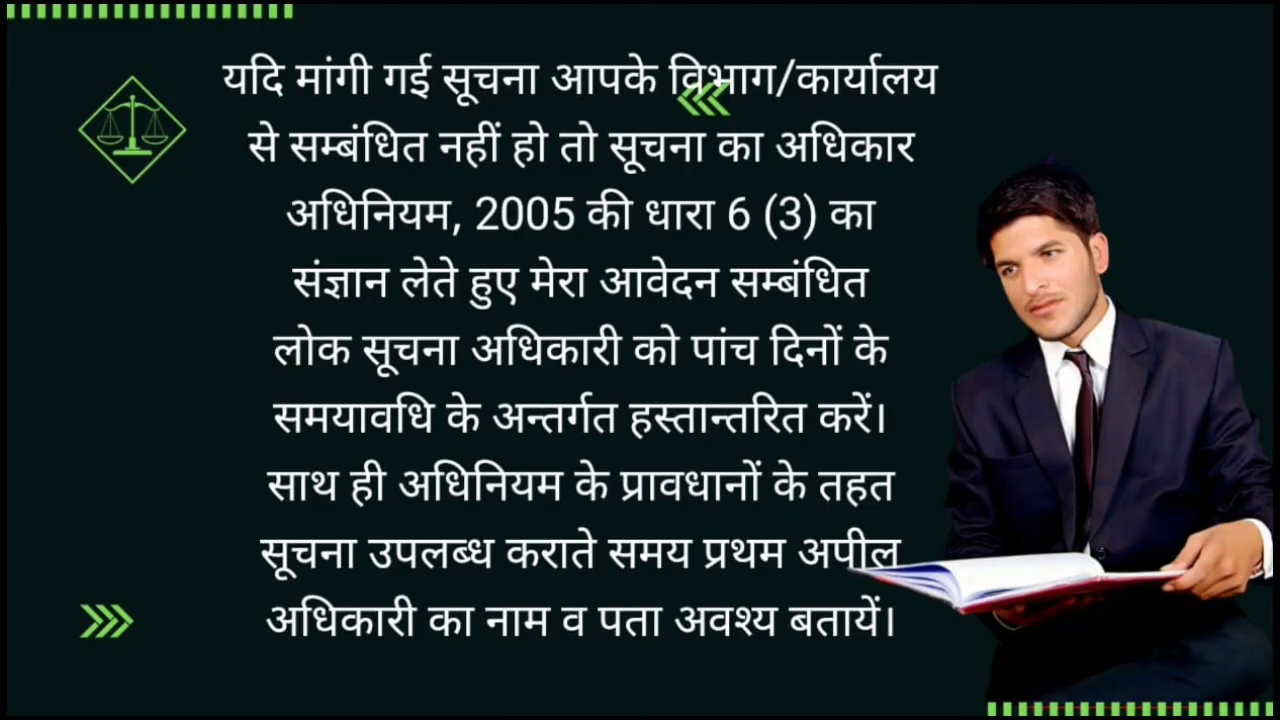 यदि मांगी गई सूचना आपके विभाग/कार्यालय
से सम्बंधित नहीं हो तो सूचना का अधिकार
अधिनियम, 2005 की धारा 6 (3) का
संज्ञान लेते हुए मेरा आवेदन सम्बंधित
लोक सूचना अधिकारी को पांच दिनों के
समयावधि के अन्तर्गत हस्तान्तरित करें।
साथ ही अधिनियम के प्रावधानों के तहत
सूचना उपलब्ध कराते समय प्रथम अपील
अधिकारी का नाम व पता अवश्य बतायें।